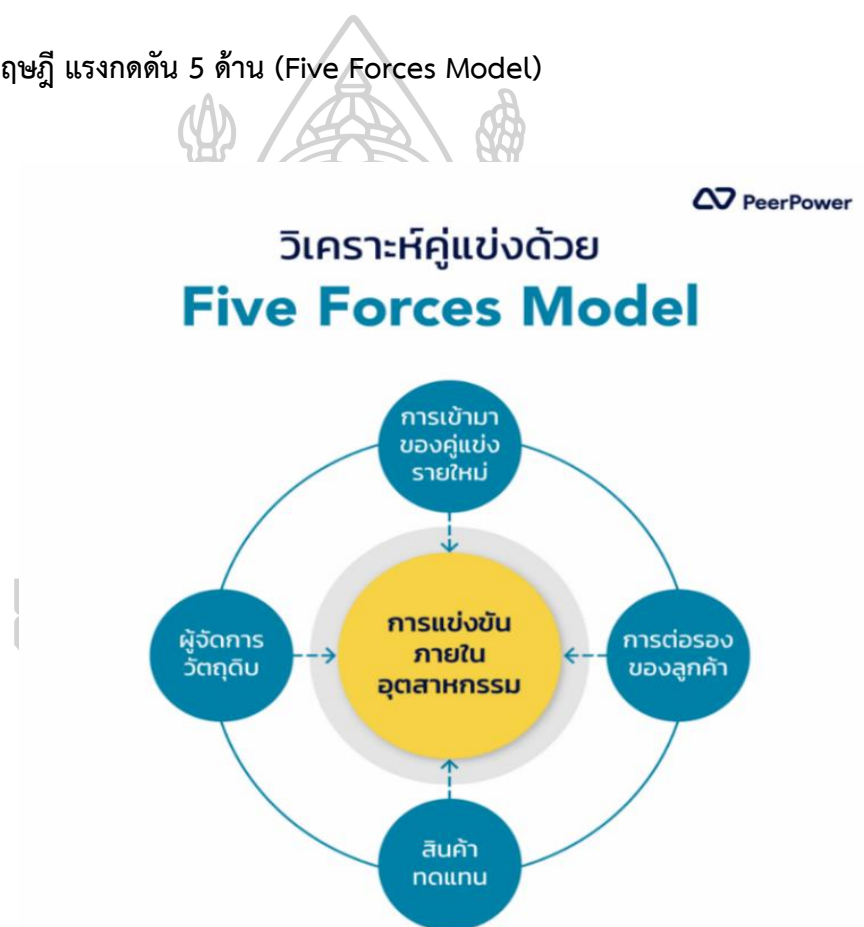 ฤษฎี แรงกดดัน 5 ด้าน (Five Forces Model)
PeerPower
วิเคราะห์คู่แข่งด้วย
Five Forces Model
การเข้ามา
ของคู่แข่ง
รายใหม่
ผู้จัดการ
วัตถุดิบ
การแข่งขัน
ภายใน
อุตสาหกรรม
การต่อรอง
ของลูกค้า
สินค้า
ทดแทน